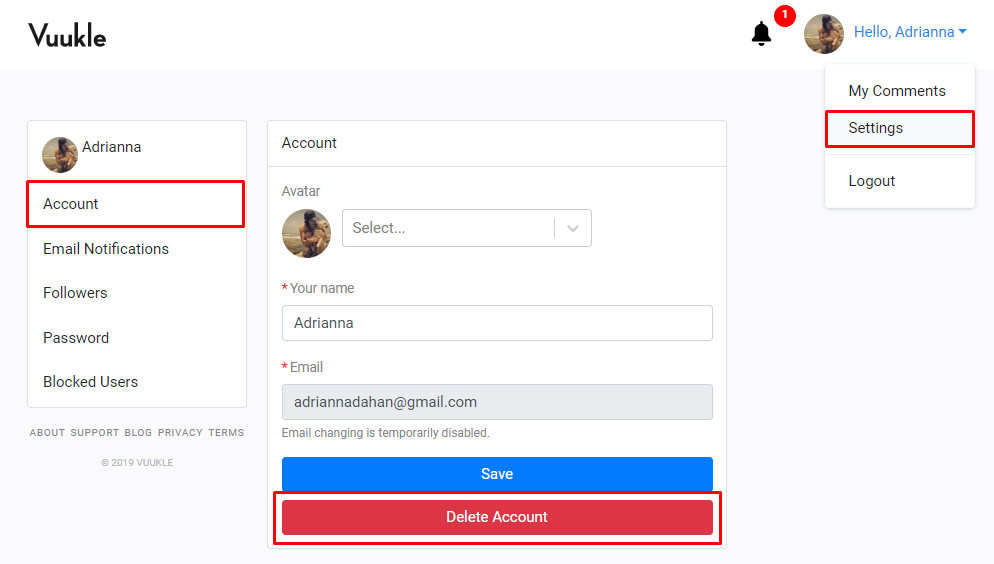 Vuukle
1
Hello, Adrianna
My Comments
Settings
Logout
Adrianna
Account
Email Notifications
Followers
Password
Blocked Users
ABOUT SUPPORT BLOG PRIVACY TERMS
© 2019 VUUKLE
Account
Avatar
Select...
* Your name
Adrianna
* Email
adriannadahan@gmail.com
Email changing is temporarily disabled.
Save
Delete Account